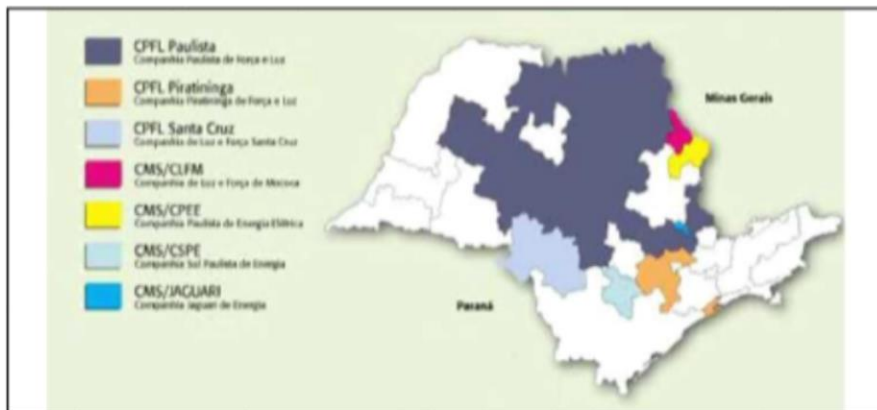 CPFL Paulista
Companhia Paulista de Força e Luz
CPFL Piratininga
Companhia Piratininga de Força e Luz
CPFL Santa Cruz
Companhia de Luz e Força Santa Cruz
CMS/CLFM
Companhia de Luz e Força de Mococa
CMS/CPEE
Companhia Paulista de Energia Elétrica
CMS/CSPE
Companhia Sul Paulista de Energia
CMS/JAGUARI
Companhia Jaguari de Energia
Minas Gerais
Paraná